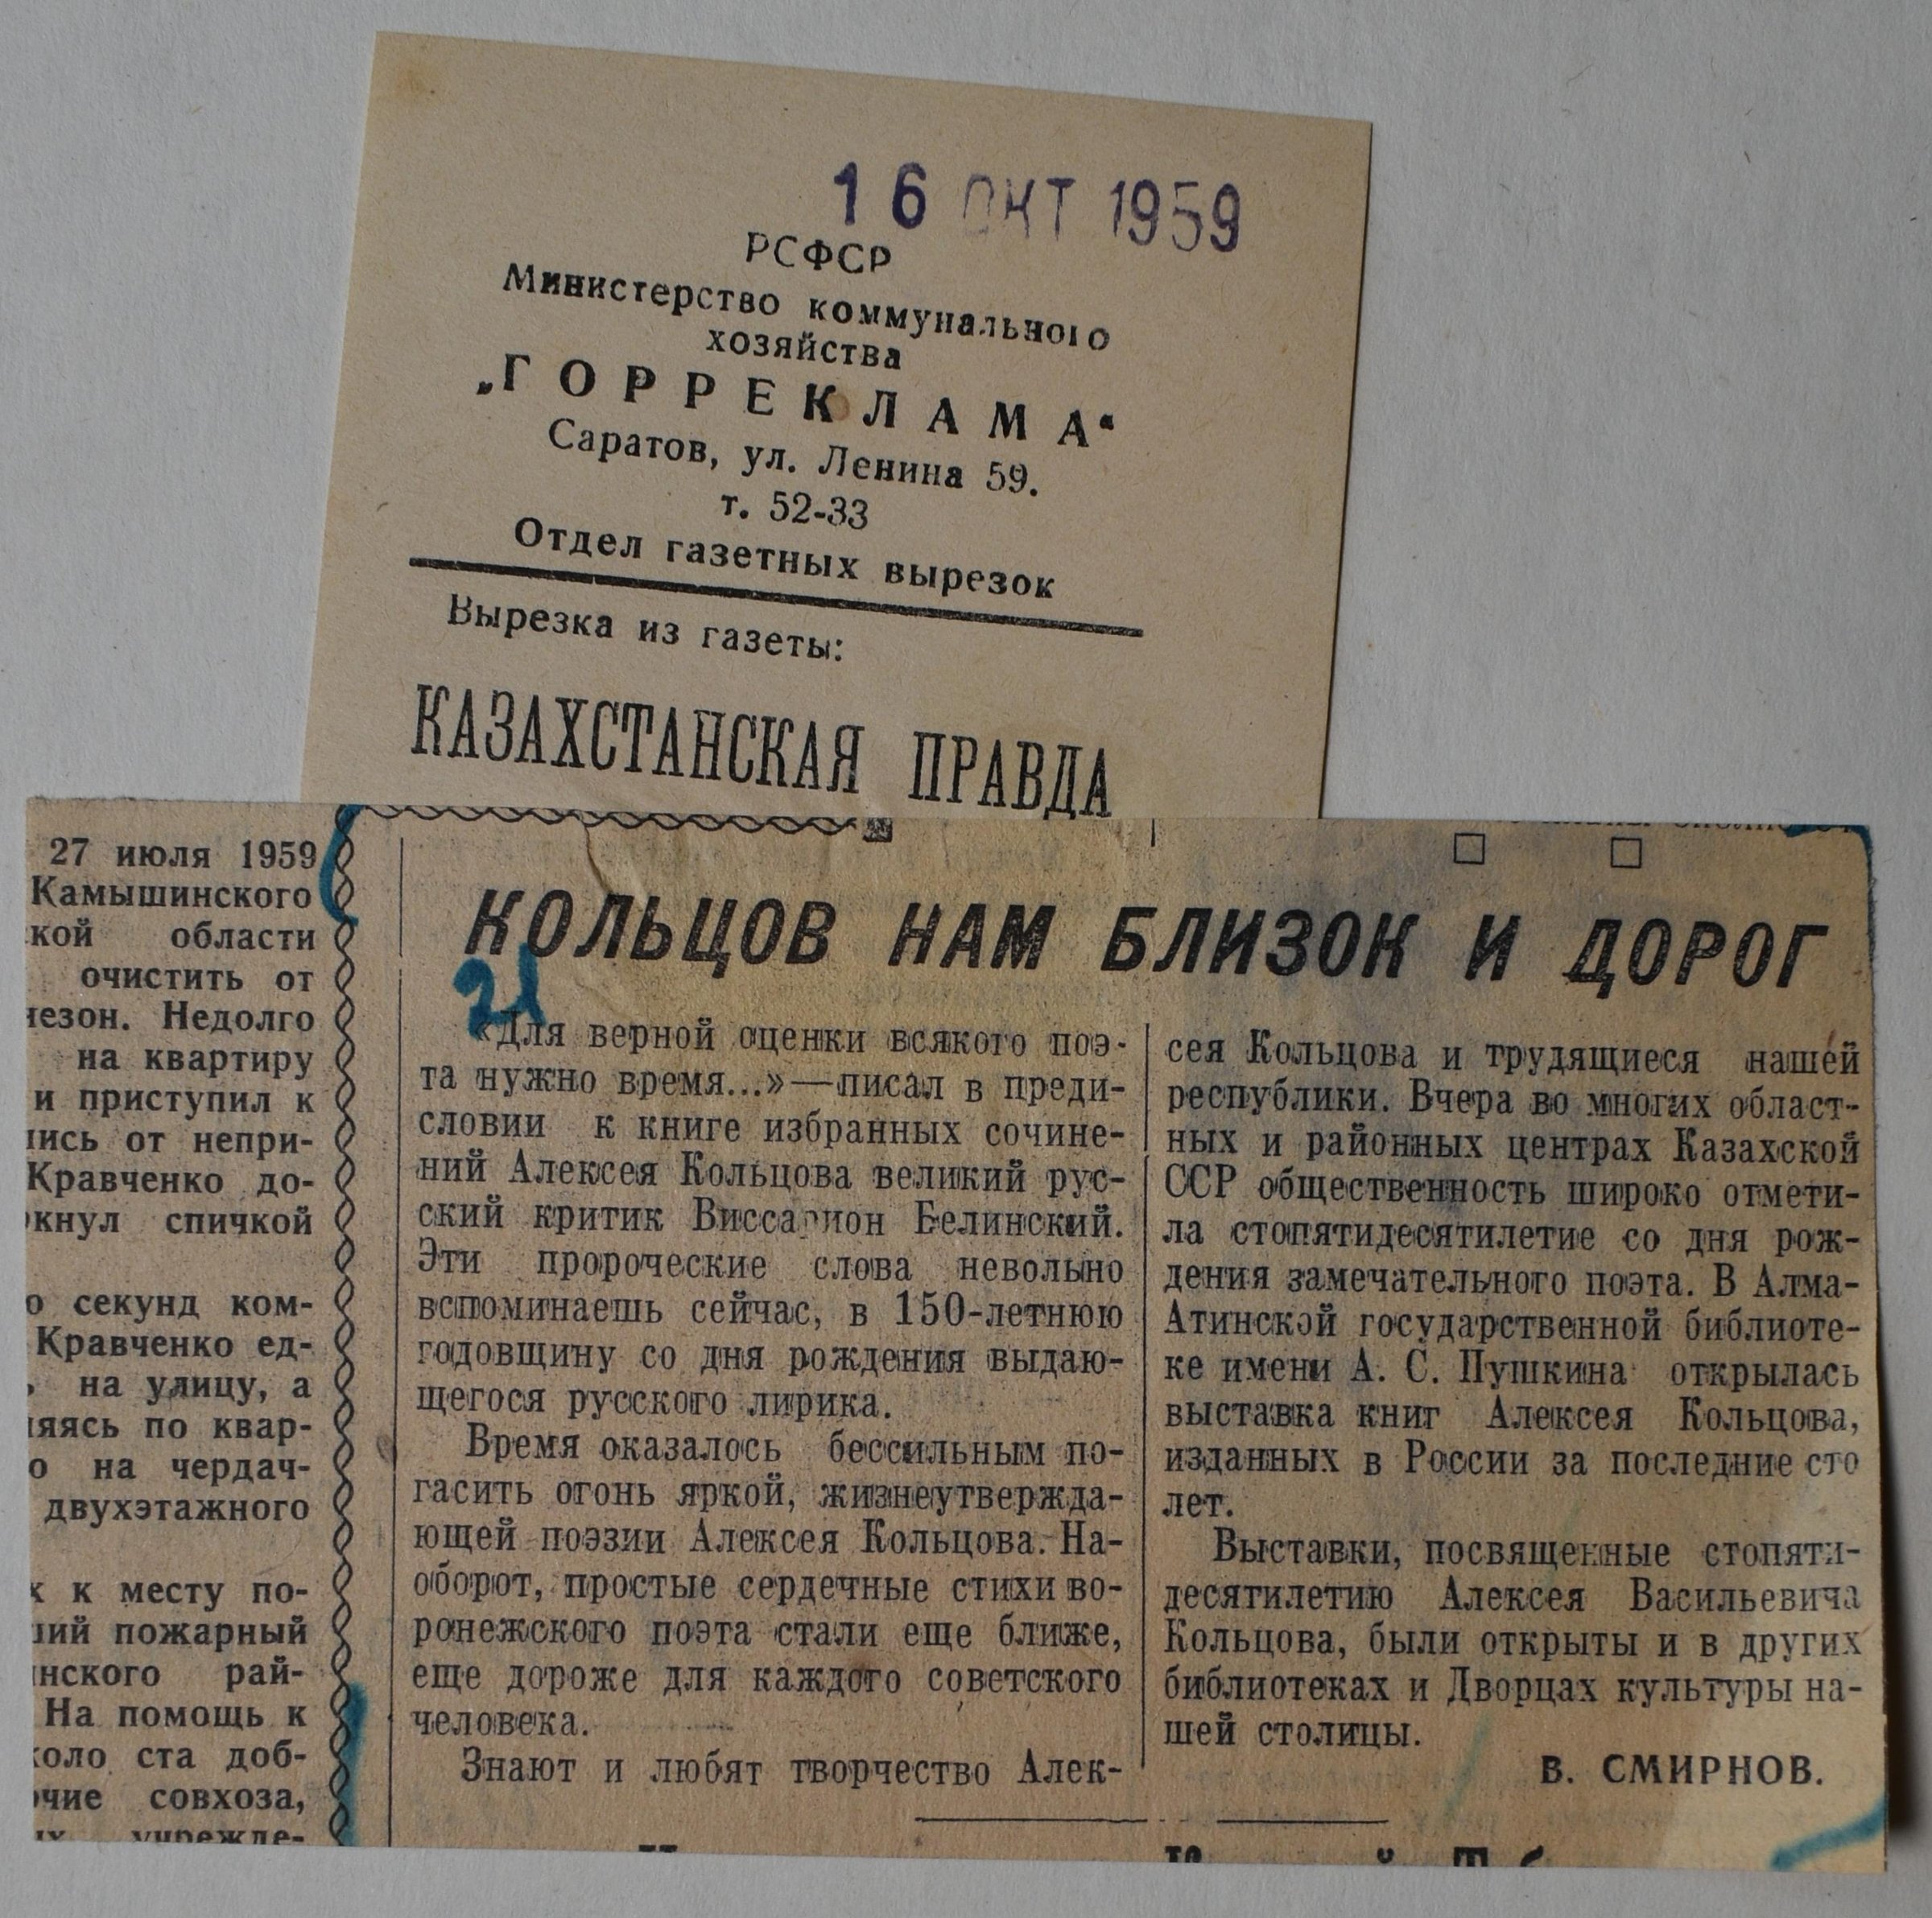 16 ОКТ 1959
РСФСР
Министерство коммунального
хозяйства
„ГОРРЕКЛАМА“
Саратов, ул. Ленина 59.
т. 52-33
Отдел газетных вырезок
Вырезка из газеты:
КАЗАХСТАНСКАЯ ПРАВДА
27 июля 1959
Камышинского
кой области
очистить от
незон. Недолго
на квартиру
и приступил к
лись от непри-
Кравченко до-
кнул спичкой
о секунд ком-
Кравченко ед-
на улицу, а
няясь по квар-
о на чердач-
двухэтажного
к к месту по-
ший пожарный
инского рай-
На помощь к
коло ста доб-
очие совхоза,
их учрежде-
КОЛЬЦОВ НАМ БЛИЗОК И ДОРОГ
21
«Для верной оценки всякого поэ-
та нужно время...»—писал в преди-
словии к книге избранных сочине-
ний Алексея Кольцова великий рус-
ский критик Виссарион Белинский.
Эти пророческие слова невольно
вспоминаешь сейчас, в 150-летнюю
годовщину со дня рождения выдаю-
щегося русского лирика.
Время оказалось бессильным по-
гасить огонь яркой, жизнеутвержда-
ющей поэзии Алексея Кольцова. На-
оборот, простые сердечные стихи во-
ронежского поэта стали еще ближе,
еще дороже для каждого советского
человека.
Знают и любят творчество Алек-
сея Кольцова и трудящиеся нашей
республики. Вчера во многих област-
ных и районных центрах Казахской
ССР общественность широко отмети-
ла стопятидесятилетие со дня рож-
дения замечательного поэта. В Алма-
Атинской государственной библиоте-
ке имени А. С. Пушкина открылась
выставка книг Алексея Кольцова,
изданных в России за последние сто
лет.
Выставки, посвященные стопяти-
десятилетию Алексея Васильевича
Кольцова, были открыты и в других
библиотеках и Дворцах культуры на-
шей столицы.
В. СМИРНОВ.